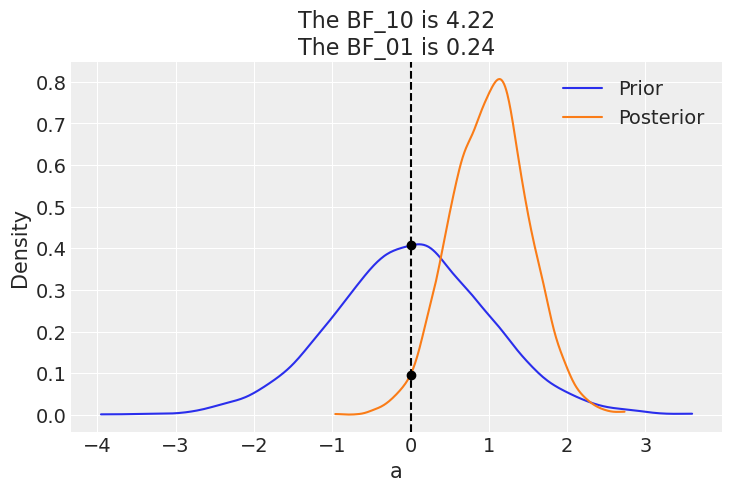 The BF_10 is 4.22
The BF_01 is 0.24
Prior
Posterior
Density
0.8
0.7
0.6
0.5
0.4
0.3
0.2
0.1
0.0
−4 −3 −2 −1 0 1 2 3
a